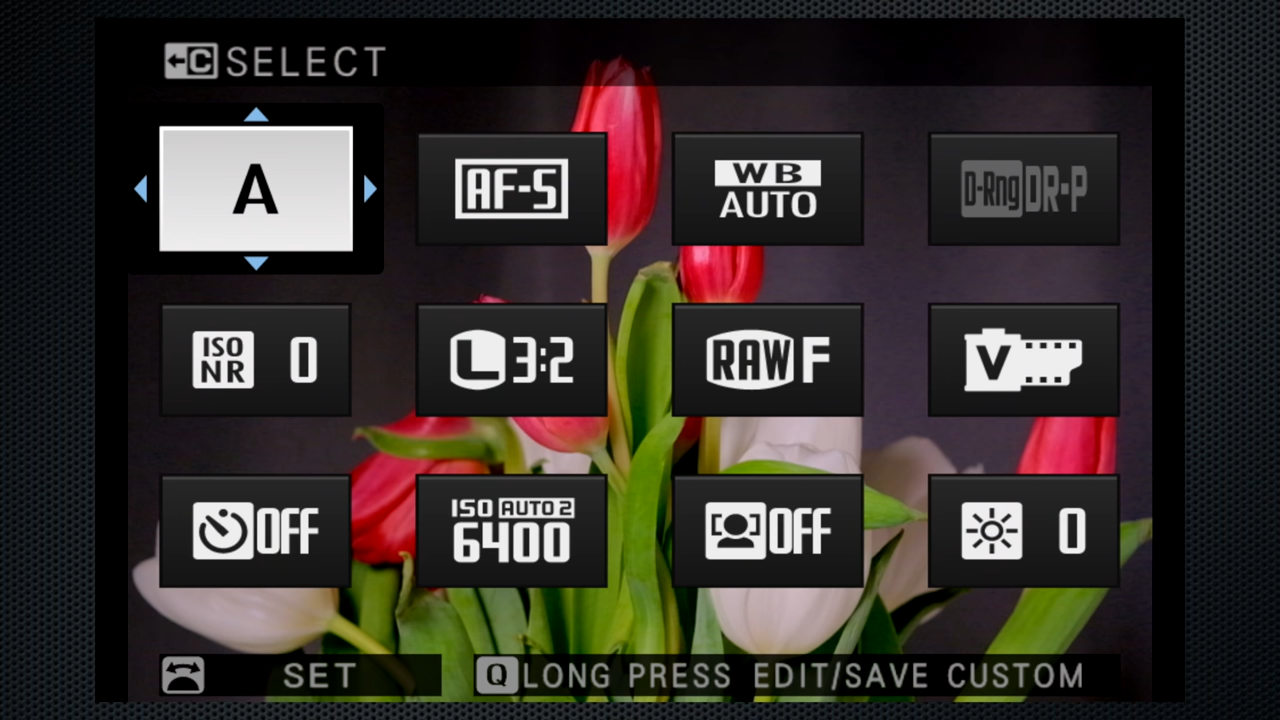 ←C SELECT
A
AF-S
WB
AUTO
D-Rng DR-P
ISO
NR 0
L 3:2
RAW F
V
OFF
ISO AUTO 2
6400
OFF
0
SET
Q LONG PRESS EDIT/SAVE CUSTOM